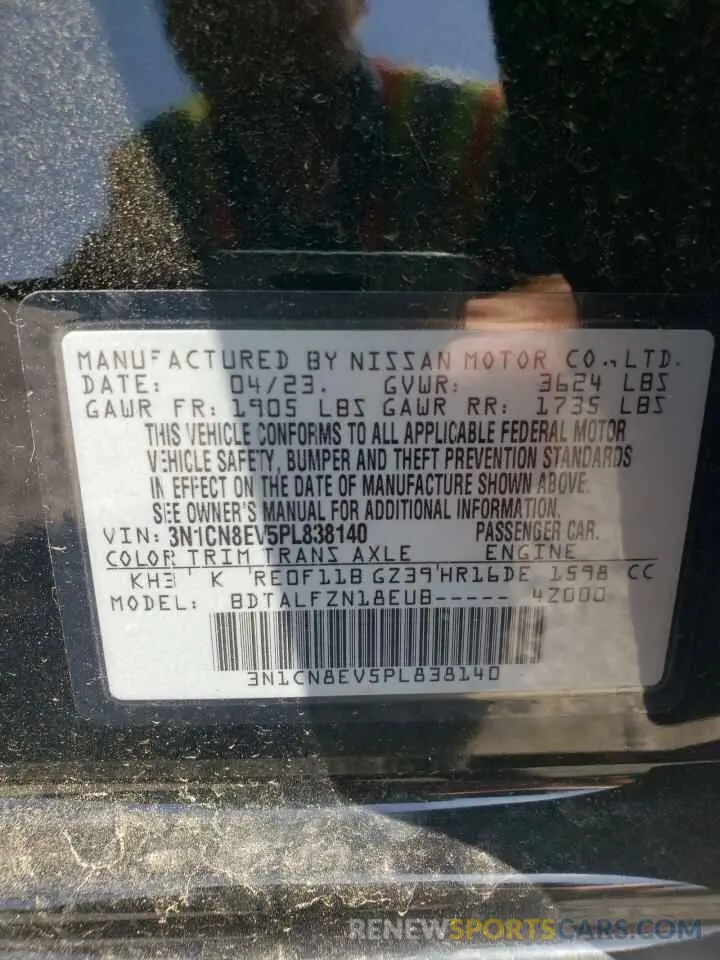 MANUFACTURED BY NISSAN MOTOR CO., LTD.
DATE: 04/23. GVWR: 3624 LBS
GAWR FR: 1905 LBS GAWR RR: 1735 LBS
THIS VEHICLE CONFORMS TO ALL APPLICABLE FEDERAL MOTOR
VEHICLE SAFETY, BUMPER AND THEFT PREVENTION STANDARDS
IN EFFECT ON THE DATE OF MANUFACTURE SHOWN ABOVE.
SEE OWNER'S MANUAL FOR ADDITIONAL INFORMATION.
VIN: 3N1CN8EV5PL838140 PASSENGER CAR.
COLOR TRIM TRANS AXLE ENGINE
KH3 K RE0F11B GZ39 HR16DE 1598 CC
MODEL: BDTALFZN18EUB----- 4Z000
3N1CN8EV5PL838140
RENEWSPORTSCARS.COM